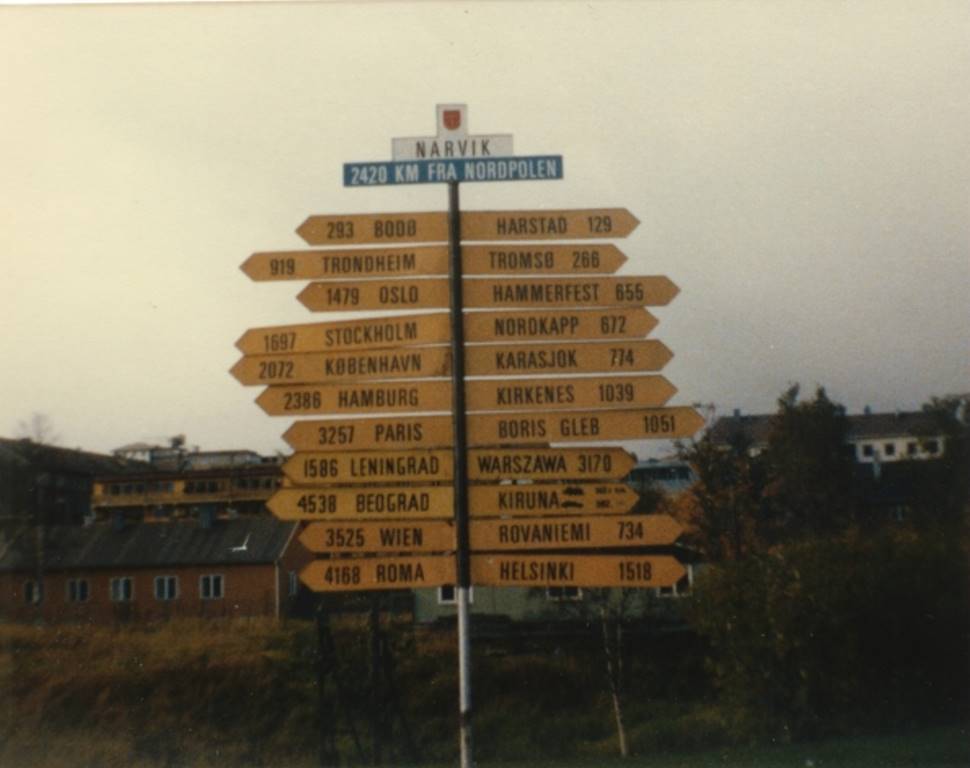 NARVIK
2420 KM FRA NORDPOLEN
293 BODØ HARSTAD 129
919 TRONDHEIM TROMSØ 266
1479 OSLO HAMMERFEST 655
1697 STOCKHOLM NORDKAPP 672
2072 KØBENHAVN KARASJOK 774
2386 HAMBURG KIRKENES 1039
3257 PARIS BORIS GLEB 1051
1586 LENINGRAD WARSZAWA 3170
4538 BEOGRAD KIRUNA
3525 WIEN ROVANIEMI 734
4168 ROMA HELSINKI 1518